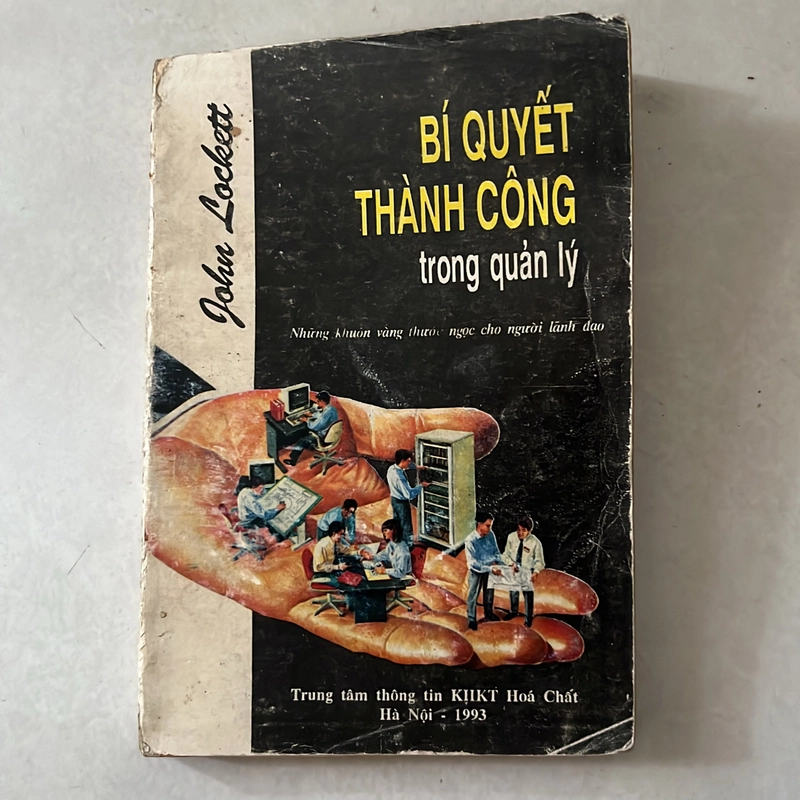 John Lockett
BÍ QUYẾT
THÀNH CÔNG
trong quản lý
Những khuôn vàng thước ngọc cho người lãnh đạo
Trung tâm thông tin KHKT Hoá Chất
Hà Nội - 1993